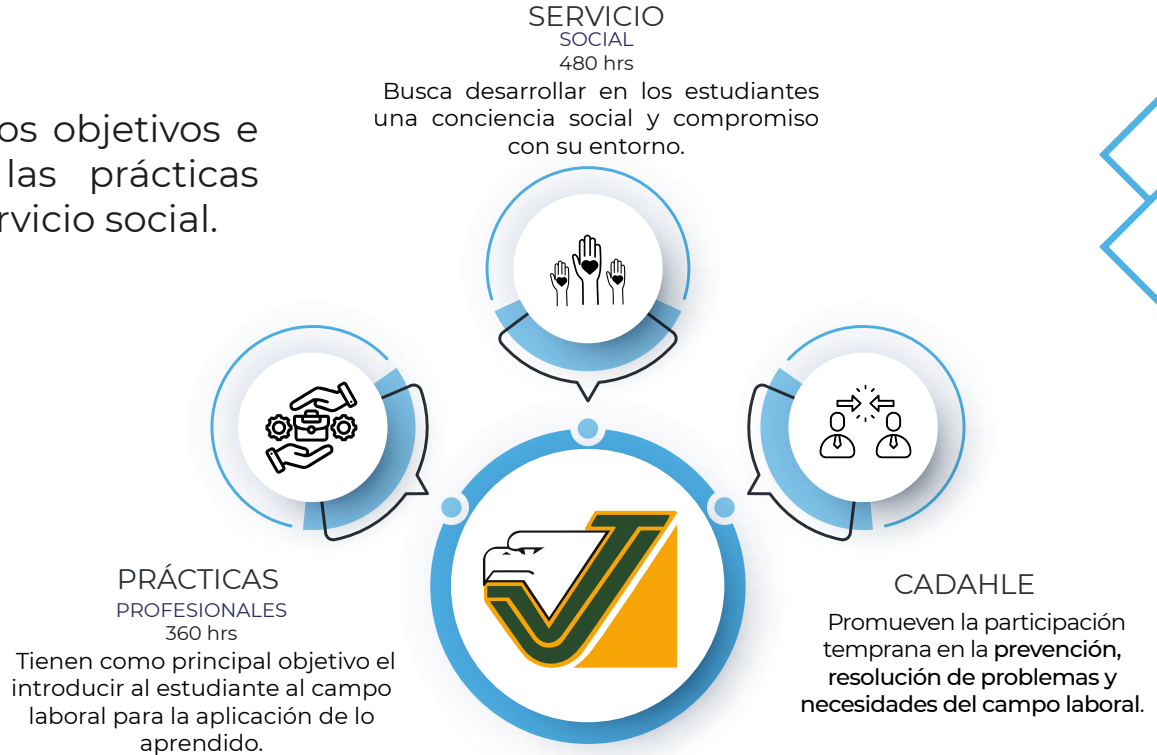 SERVICIO
SOCIAL
480 hrs
Busca desarrollar en los estudiantes
una conciencia social y compromiso
con su entorno.
os objetivos e
las prácticas
rvicio social.
PRÁCTICAS
PROFESIONALES
360 hrs
Tienen como principal objetivo el
introducir al estudiante al campo
laboral para la aplicación de lo
aprendido.
CADAHLE
Promueven la participación
temprana en la prevención,
resolución de problemas y
necesidades del campo laboral.